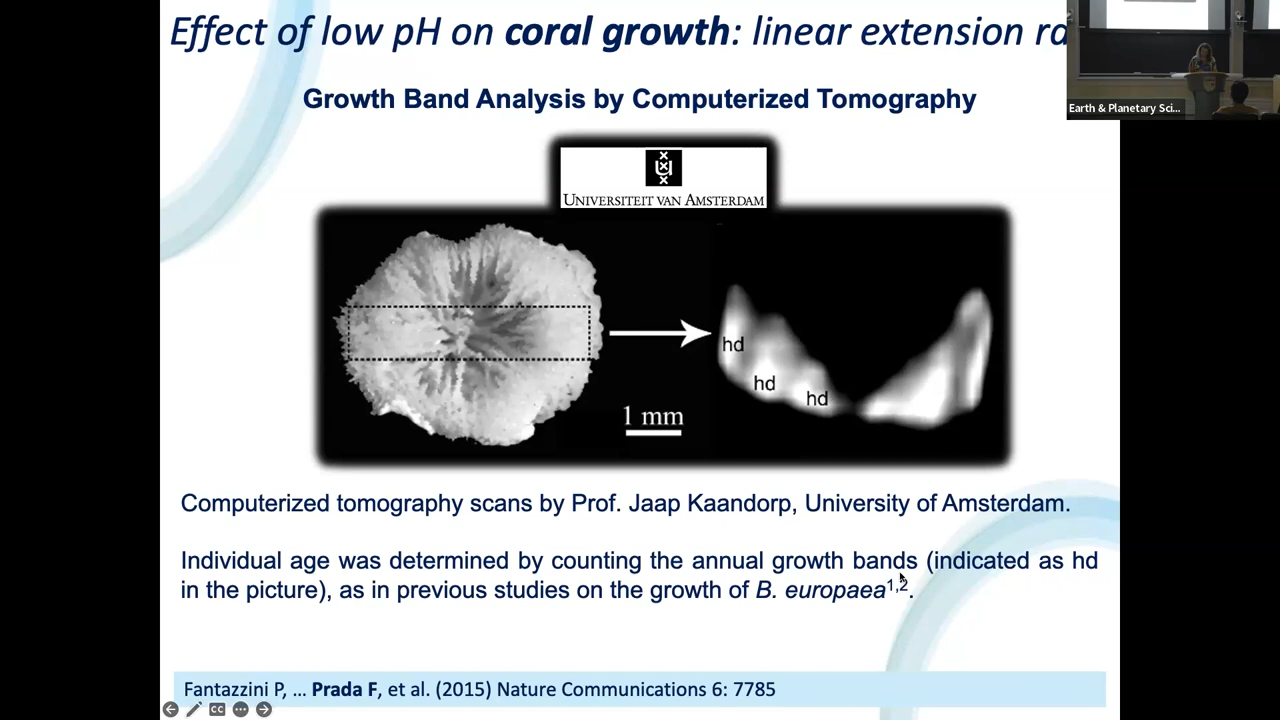 Effect of low pH on coral growth: linear extension ra
Earth & Planetary Sci...
Growth Band Analysis by Computerized Tomography
UNIVERSITEIT VAN AMSTERDAM
hd
hd
hd
1 mm
Computerized tomography scans by Prof. Jaap Kaandorp, University of Amsterdam.
Individual age was determined by counting the annual growth bands (indicated as hd
in the picture), as in previous studies on the growth of B. europaea1,2.
Fantazzini P, ... Prada F, et al. (2015) Nature Communications 6: 7785
CC